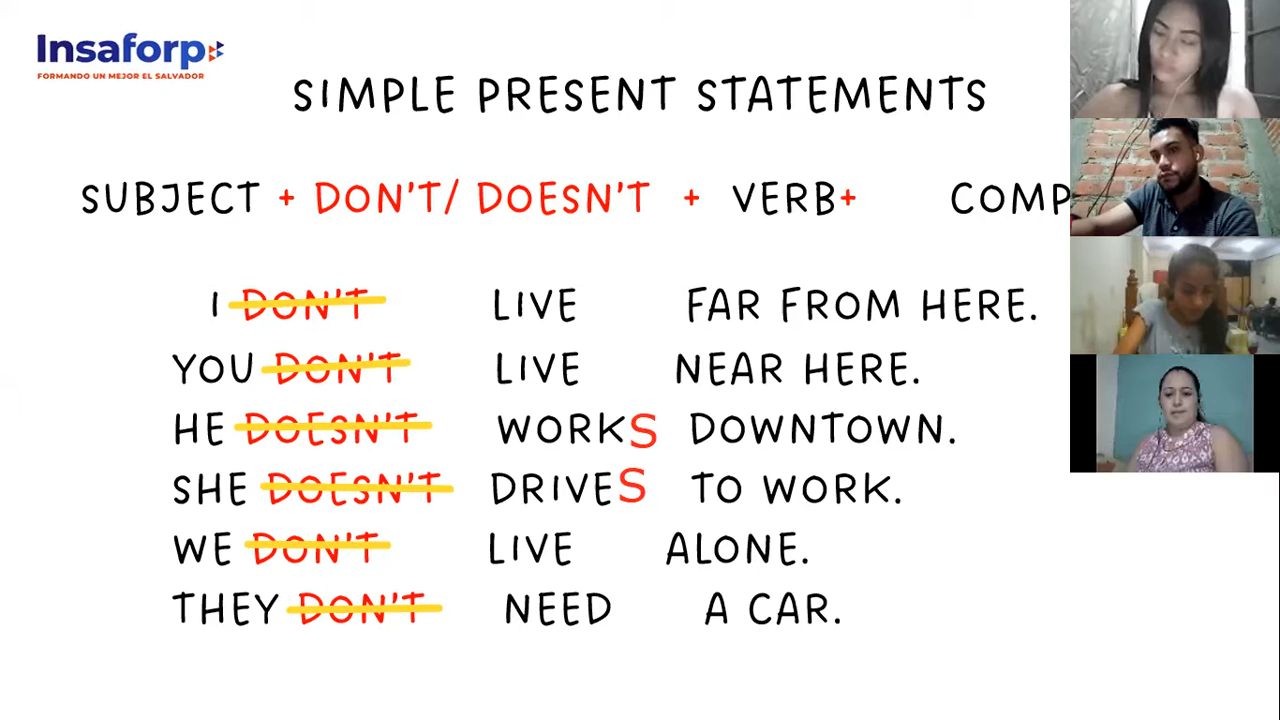 Insaforp
FORMANDO UN MEJOR EL SALVADOR
SIMPLE PRESENT STATEMENTS
SUBJECT + DON'T/ DOESN'T + VERB+ COMP
I DON'T LIVE FAR FROM HERE.
YOU DON'T LIVE NEAR HERE.
HE DOESN'T WORKS DOWNTOWN.
SHE DOESN'T DRIVES TO WORK.
WE DON'T LIVE ALONE.
THEY DON'T NEED A CAR.